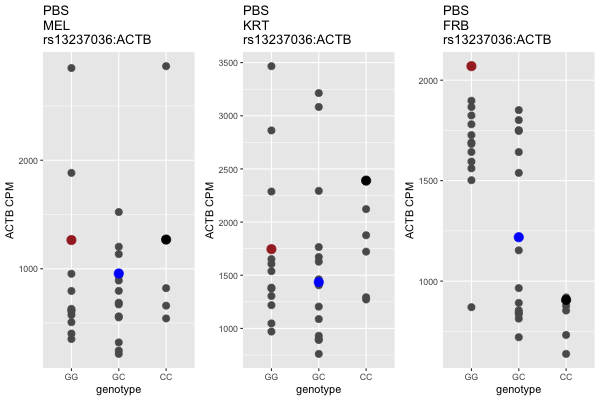 PBS
MEL
rs13237036:ACTB
ACTB CPM
2000
1000
GG
GC
CC
genotype
PBS
KRT
rs13237036:ACTB
ACTB CPM
3500
3000
2500
2000
1500
1000
GG
GC
CC
genotype
PBS
FRB
rs13237036:ACTB
ACTB CPM
2000
1500
1000
GG
GC
CC
genotype